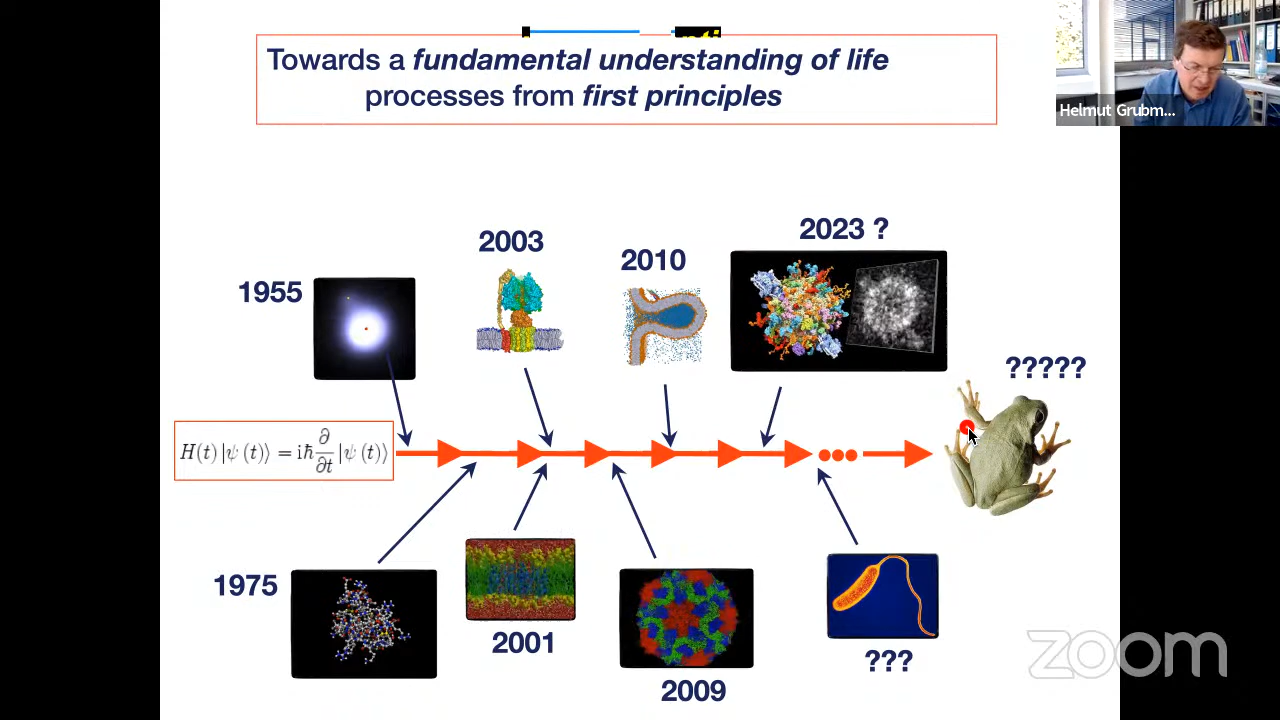 Towards a fundamental understanding of life
processes from first principles
Helmut Grubm...
1955
2003
2010
2023 ?
?????
H(t) |ψ (t)⟩ = iħ ∂/∂t |ψ (t)⟩
1975
2001
2009
???
zoom